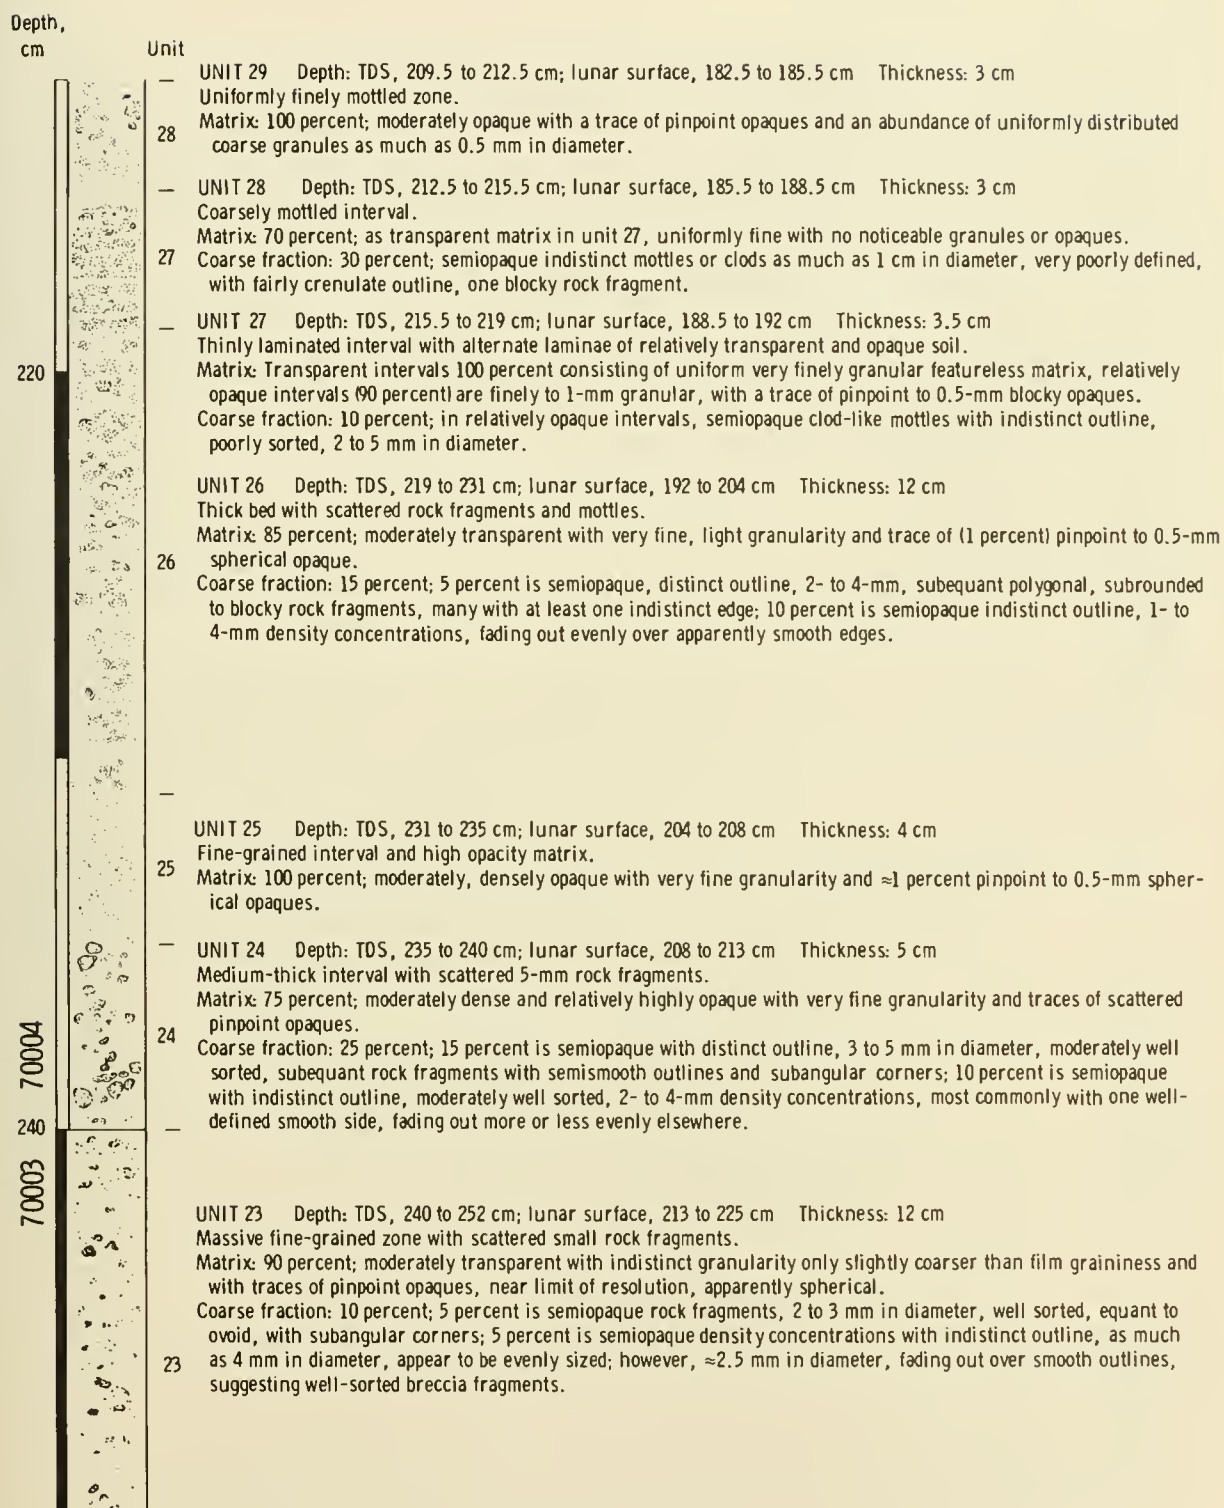 Depth,
cm
Unit
UNIT 29 Depth: TDS, 209.5 to 212.5 cm; lunar surface, 182.5 to 185.5 cm Thickness: 3 cm
Uniformly finely mottled zone.
28
Matrix: 100 percent; moderately opaque with a trace of pinpoint opaques and an abundance of uniformly distributed
coarse granules as much as 0.5 mm in diameter.
UNIT 28 Depth: TDS, 212.5 to 215.5 cm; lunar surface, 185.5 to 188.5 cm Thickness: 3 cm
Coarsely mottled interval.
Matrix: 70 percent; as transparent matrix in unit 27, uniformly fine with no noticeable granules or opaques.
27
Coarse fraction: 30 percent; semiopaque indistinct mottles or clods as much as 1 cm in diameter, very poorly defined,
with fairly crenulate outline, one blocky rock fragment.
UNIT 27 Depth: TDS, 215.5 to 219 cm; lunar surface, 188.5 to 192 cm Thickness: 3.5 cm
Thinly laminated interval with alternate laminae of relatively transparent and opaque soil.
220
Matrix: Transparent intervals 100 percent consisting of uniform very finely granular featureless matrix, relatively
opaque intervals (90 percent) are finely to 1-mm granular, with a trace of pinpoint to 0.5-mm blocky opaques.
Coarse fraction: 10 percent; in relatively opaque intervals, semiopaque clod-like mottles with indistinct outline,
poorly sorted, 2 to 5 mm in diameter.
UNIT 26 Depth: TDS, 219 to 231 cm; lunar surface, 192 to 204 cm Thickness: 12 cm
Thick bed with scattered rock fragments and mottles.
Matrix: 85 percent; moderately transparent with very fine, light granularity and trace of (1 percent) pinpoint to 0.5-mm
26
spherical opaque.
Coarse fraction: 15 percent; 5 percent is semiopaque, distinct outline, 2- to 4-mm, subequant polygonal, subrounded
to blocky rock fragments, many with at least one indistinct edge; 10 percent is semiopaque indistinct outline, 1- to
4-mm density concentrations, fading out evenly over apparently smooth edges.
UNIT 25 Depth: TDS, 231 to 235 cm; lunar surface, 204 to 208 cm Thickness: 4 cm
Fine-grained interval and high opacity matrix.
25
Matrix: 100 percent; moderately, densely opaque with very fine granularity and ≈1 percent pinpoint to 0.5-mm spher-
ical opaques.
UNIT 24 Depth: TDS, 235 to 240 cm; lunar surface, 208 to 213 cm Thickness: 5 cm
Medium-thick interval with scattered 5-mm rock fragments.
Matrix: 75 percent; moderately dense and relatively highly opaque with very fine granularity and traces of scattered
pinpoint opaques.
24
Coarse fraction: 25 percent; 15 percent is semiopaque with distinct outline, 3 to 5 mm in diameter, moderately well
sorted, subequant rock fragments with semismooth outlines and subangular corners; 10 percent is semiopaque
with indistinct outline, moderately well sorted, 2- to 4-mm density concentrations, most commonly with one well-
defined smooth side, fading out more or less evenly elsewhere.
70004
240
70003
UNIT 23 Depth: TDS, 240 to 252 cm; lunar surface, 213 to 225 cm Thickness: 12 cm
Massive fine-grained zone with scattered small rock fragments.
Matrix: 90 percent; moderately transparent with indistinct granularity only slightly coarser than film graininess and
with traces of pinpoint opaques, near limit of resolution, apparently spherical.
Coarse fraction: 10 percent; 5 percent is semiopaque rock fragments, 2 to 3 mm in diameter, well sorted, equant to
ovoid, with subangular corners; 5 percent is semiopaque density concentrations with indistinct outline, as much
23
as 4 mm in diameter, appear to be evenly sized; however, ≈2.5 mm in diameter, fading out over smooth outlines,
suggesting well-sorted breccia fragments.